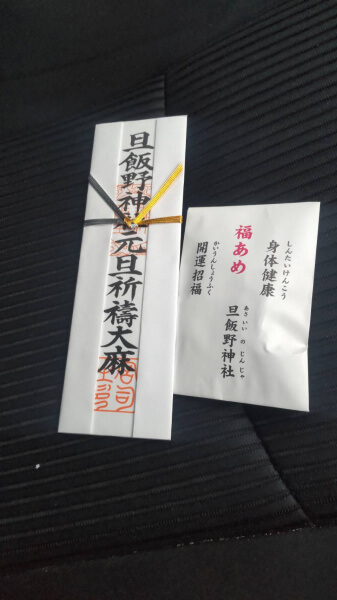 旦飯野神社元旦祈禱大麻
しんたいけんこう
身体健康
福あめ
かいうんしょうふく
開運招福
あさいいのじんじゃ
旦飯野神社